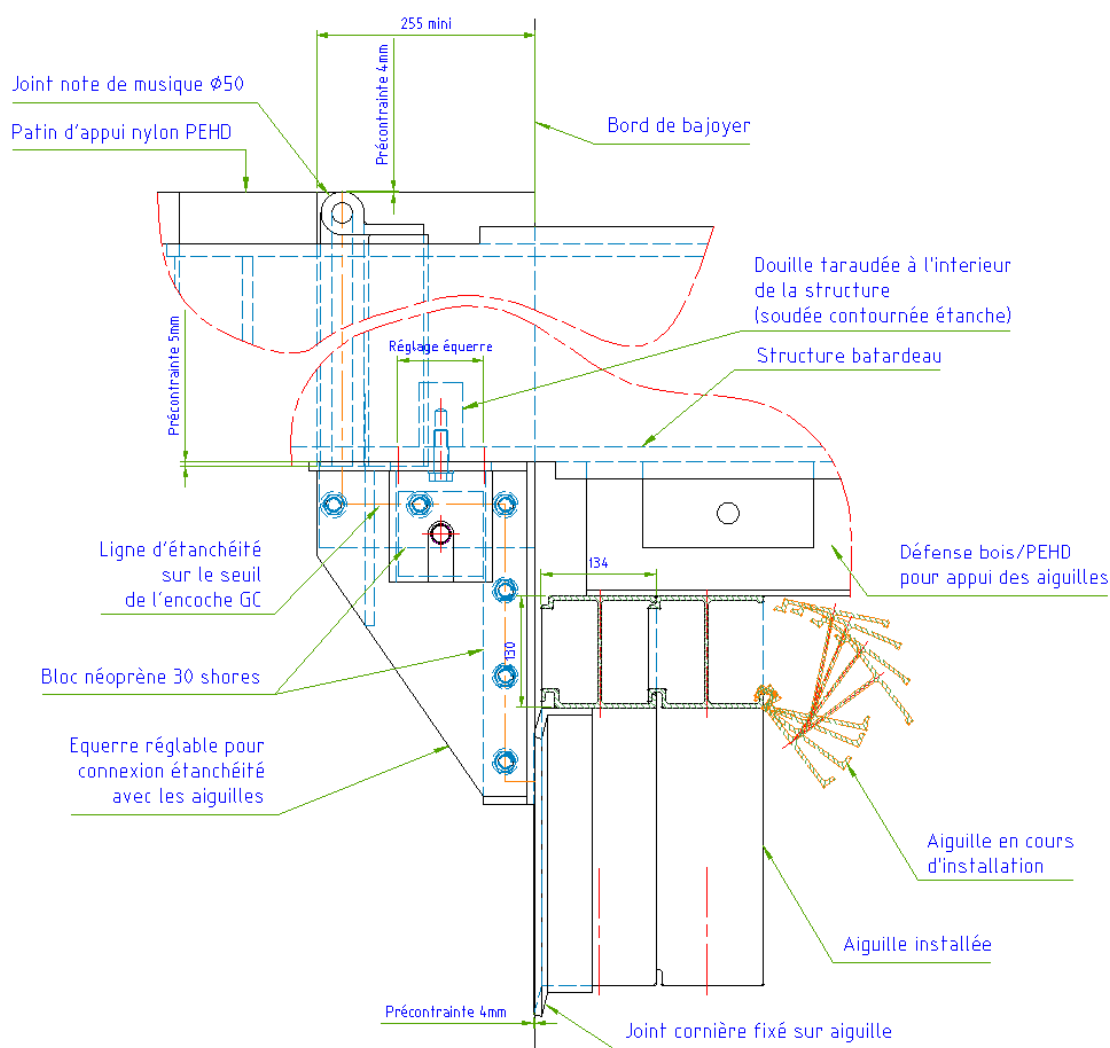 255 mini
Précontrainte 4mm
Joint note de musique Ø50
Patin d'appui nylon PEHD
Bord de bajoyer
Douille taraudée à l'interieur
de la structure
(soudée contournée étanche)
Structure batardeau
Réglage équerre
Précontrainte 5mm
Ligne d'étanchéité
sur le seuil
de l'encoche GC
134
130
Défense bois/PEHD
pour appui des aiguilles
Bloc néoprène 30 shores
Equerre réglable pour
connexion étanchéité
avec les aiguilles
Aiguille en cours
d'installation
Aiguille installée
Précontrainte 4mm
Joint cornière fixé sur aiguille